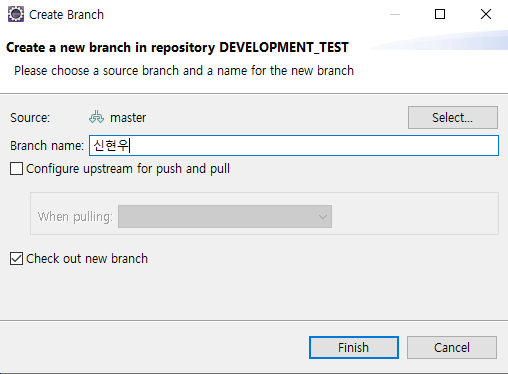 Create Branch
Create a new branch in repository DEVELOPMENT_TEST
Please choose a source branch and a name for the new branch
Source: master Select...
Branch name: 신현우
Configure upstream for push and pull
When pulling:
Check out new branch
Finish Cancel